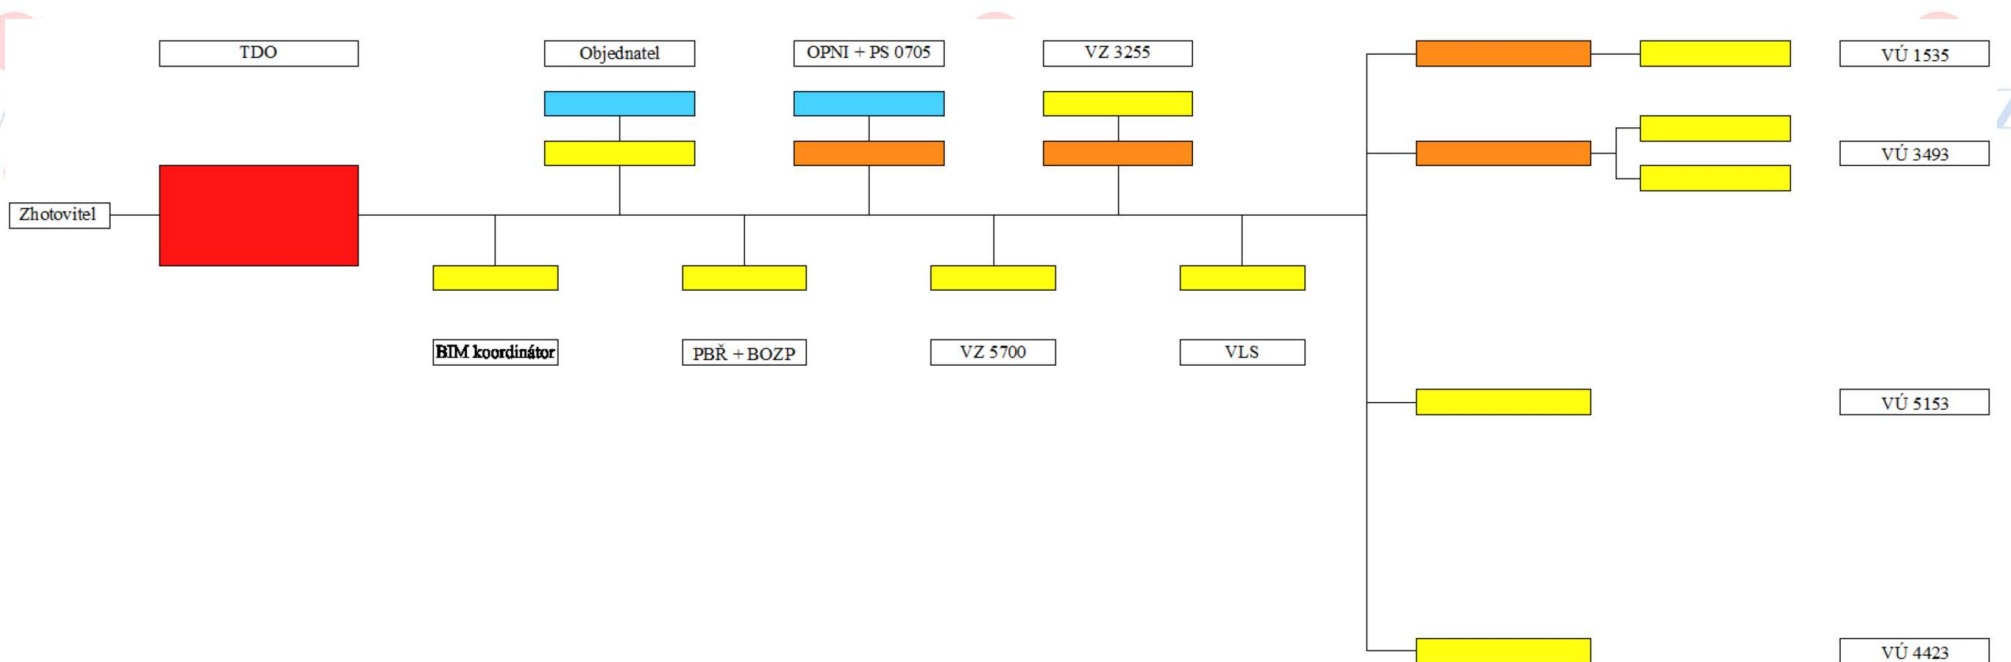 TDO
Objednatel
OPNI + PS 0705
VZ 3255
VÚ 1535
VÚ 3493
Zhotovitel
BIM koordinátor
PBŘ + BOZP
VZ 5700
VLS
VÚ 5153
VÚ 4423